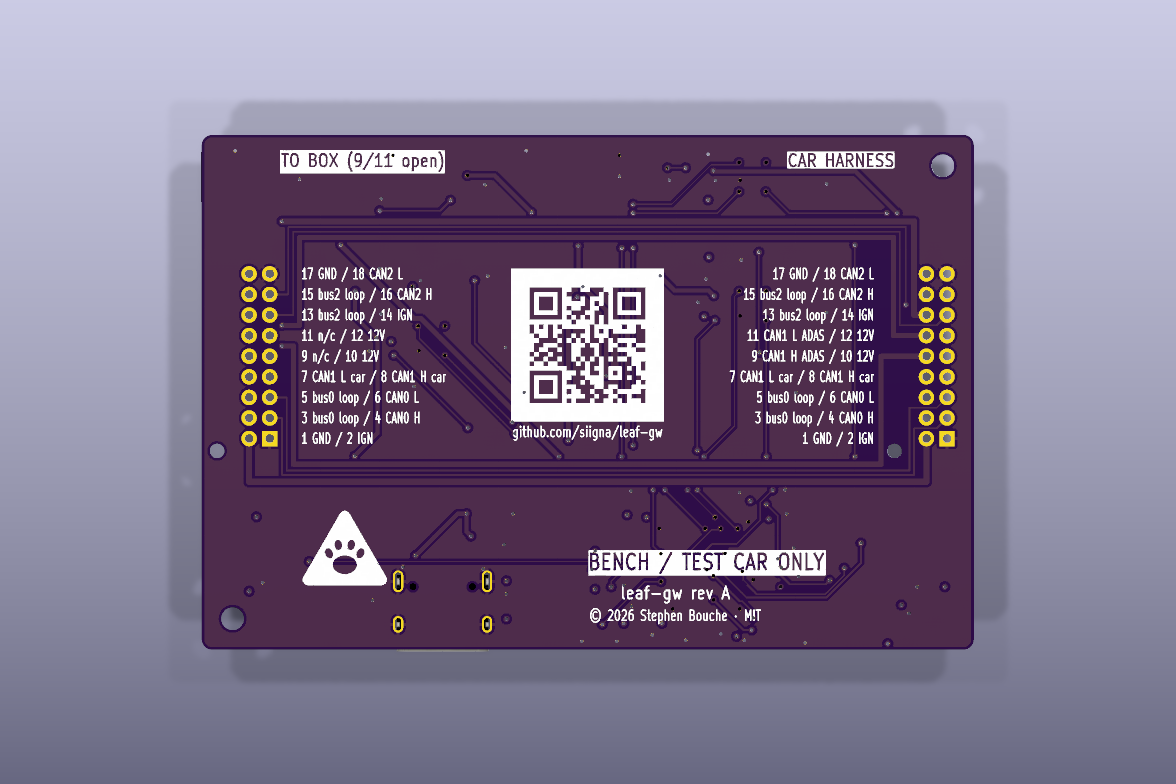 TO BOX (9/11 open)
CAR HARNESS
17 GND / 18 CAN2 L
15 bus2 loop / 16 CAN2 H
13 bus2 loop / 14 IGN
11 n/c / 12 12V
9 n/c / 10 12V
7 CAN1 L car / 8 CAN1 H car
5 bus0 loop / 6 CAN0 L
3 bus0 loop / 4 CAN0 H
1 GND / 2 IGN
17 GND / 18 CAN2 L
15 bus2 loop / 16 CAN2 H
13 bus2 loop / 14 IGN
11 CAN1 L ADAS / 12 12V
9 CAN1 H ADAS / 10 12V
7 CAN1 L car / 8 CAN1 H car
5 bus0 loop / 6 CAN0 L
3 bus0 loop / 4 CAN0 H
1 GND / 2 IGN
github.com/siigna/leaf-gw
BENCH / TEST CAR ONLY
leaf-gw rev A
© 2026 Stephen Bouche · MIT